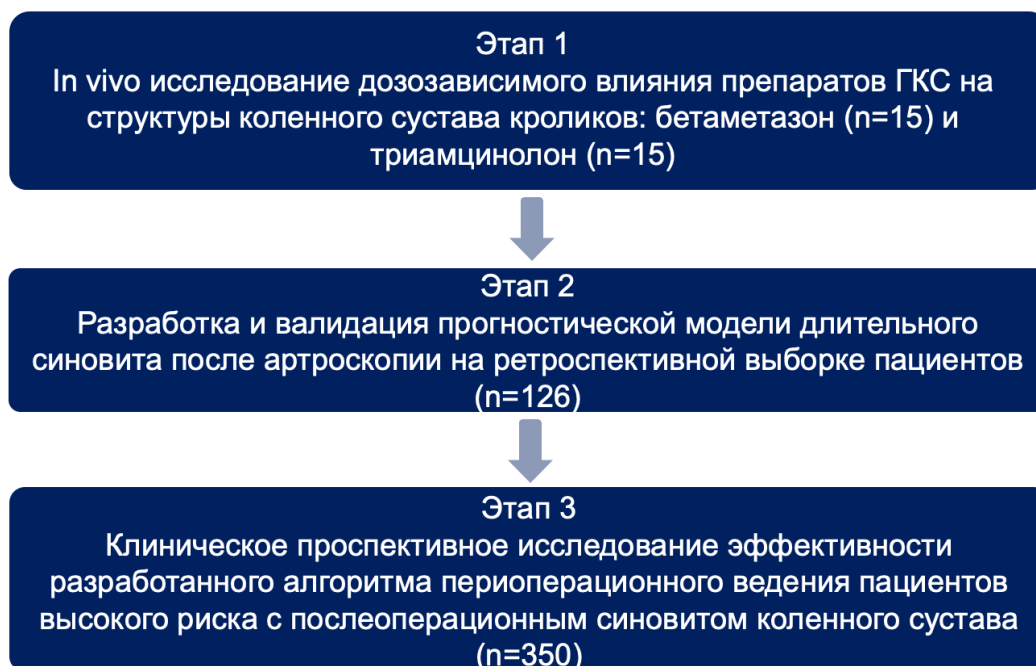 Этап 1
In vivo исследование дозозависимого влияния препаратов ГКС на
структуры коленного сустава кроликов: бетаметазон (n=15) и
триамцинолон (n=15)
Этап 2
Разработка и валидация прогностической модели длительного
синовита после артроскопии на ретроспективной выборке пациентов
(n=126)
Этап 3
Клиническое проспективное исследование эффективности
разработанного алгоритма периоперационного ведения пациентов
высокого риска с послеоперационным синовитом коленного сустава
(n=350)